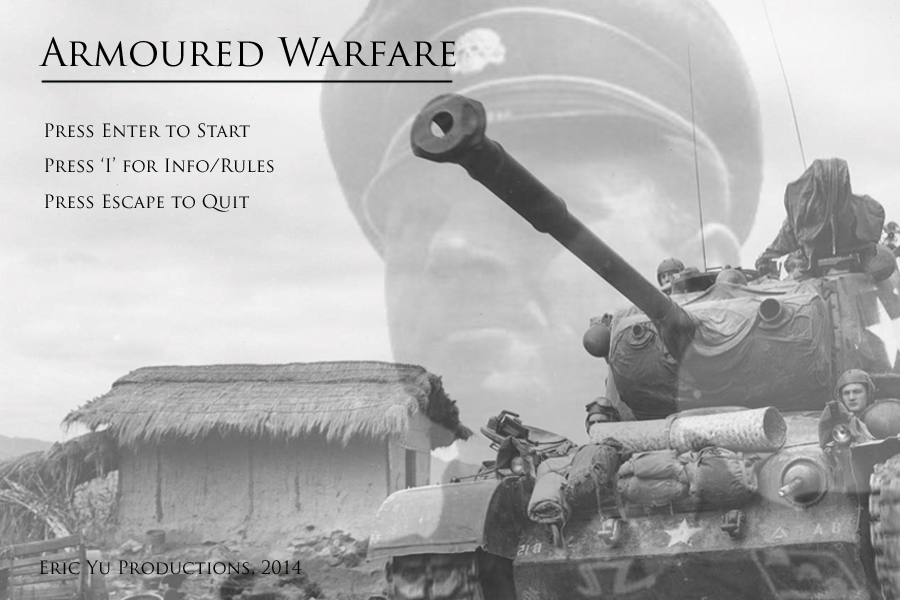 ARMOURED WARFARE
PRESS ENTER TO START
PRESS ‘I’ FOR INFO/RULES
PRESS ESCAPE TO QUIT
ERIC YU PRODUCTIONS, 2014